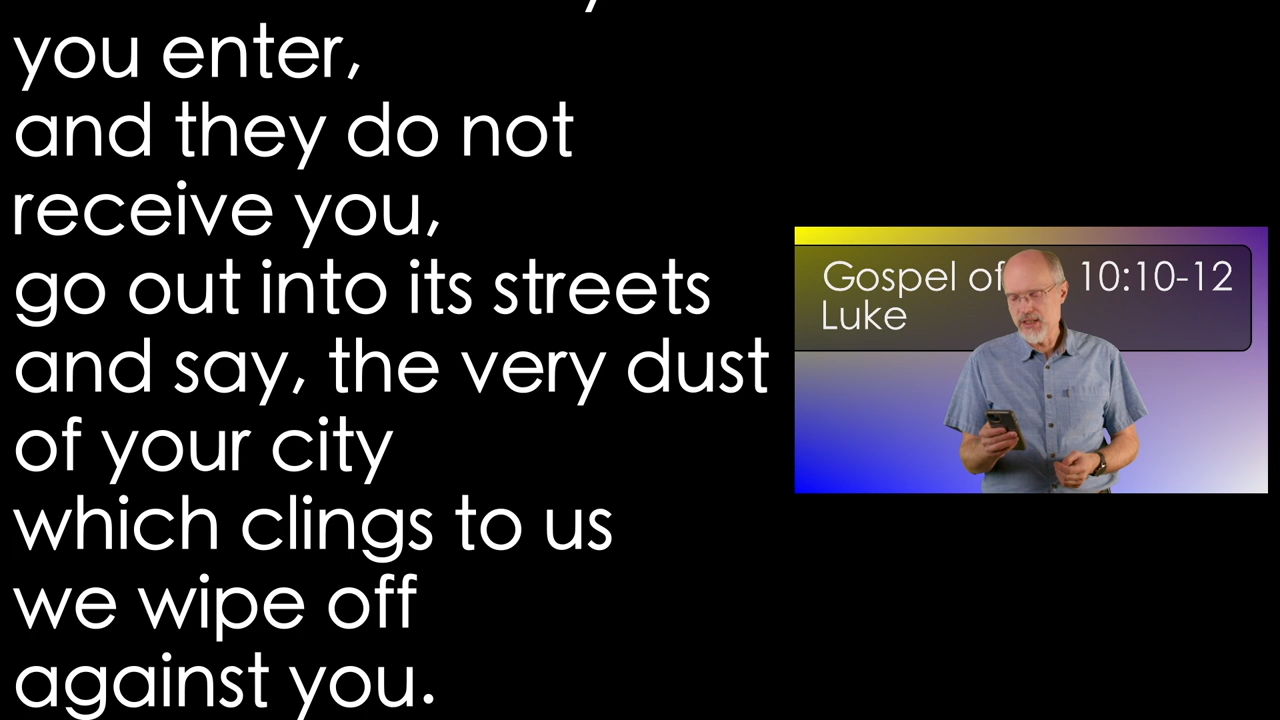 you enter,
and they do not
receive you,
go out into its streets
and say, the very dust
of your city
which clings to us
we wipe off
against you.
Gospel of 10:10-12
Luke